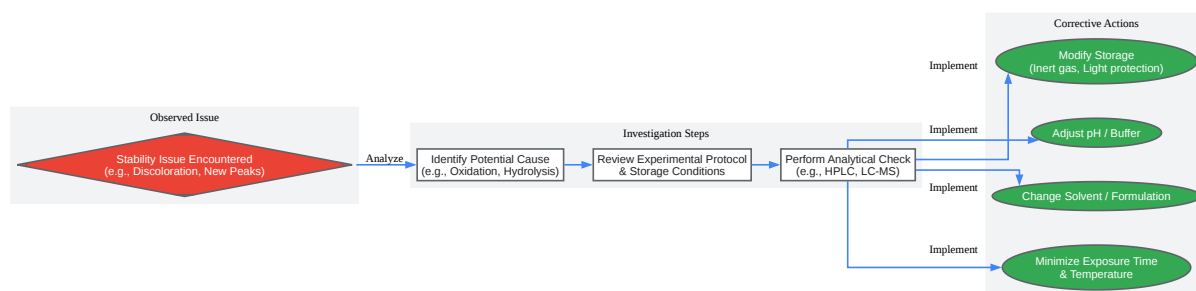 Observed Issue
Stability Issue Encountered
(e.g., Discoloration, New Peaks)
Analyze
Investigation Steps
Identify Potential Cause
(e.g., Oxidation, Hydrolysis)
Review Experimental Protocol
& Storage Conditions
Perform Analytical Check
(e.g., HPLC, LC-MS)
Corrective Actions
Implement
Modify Storage
(Inert gas, Light protection)
Implement
Adjust pH / Buffer
Implement
Change Solvent / Formulation
Implement
Minimize Exposure Time
& Temperature